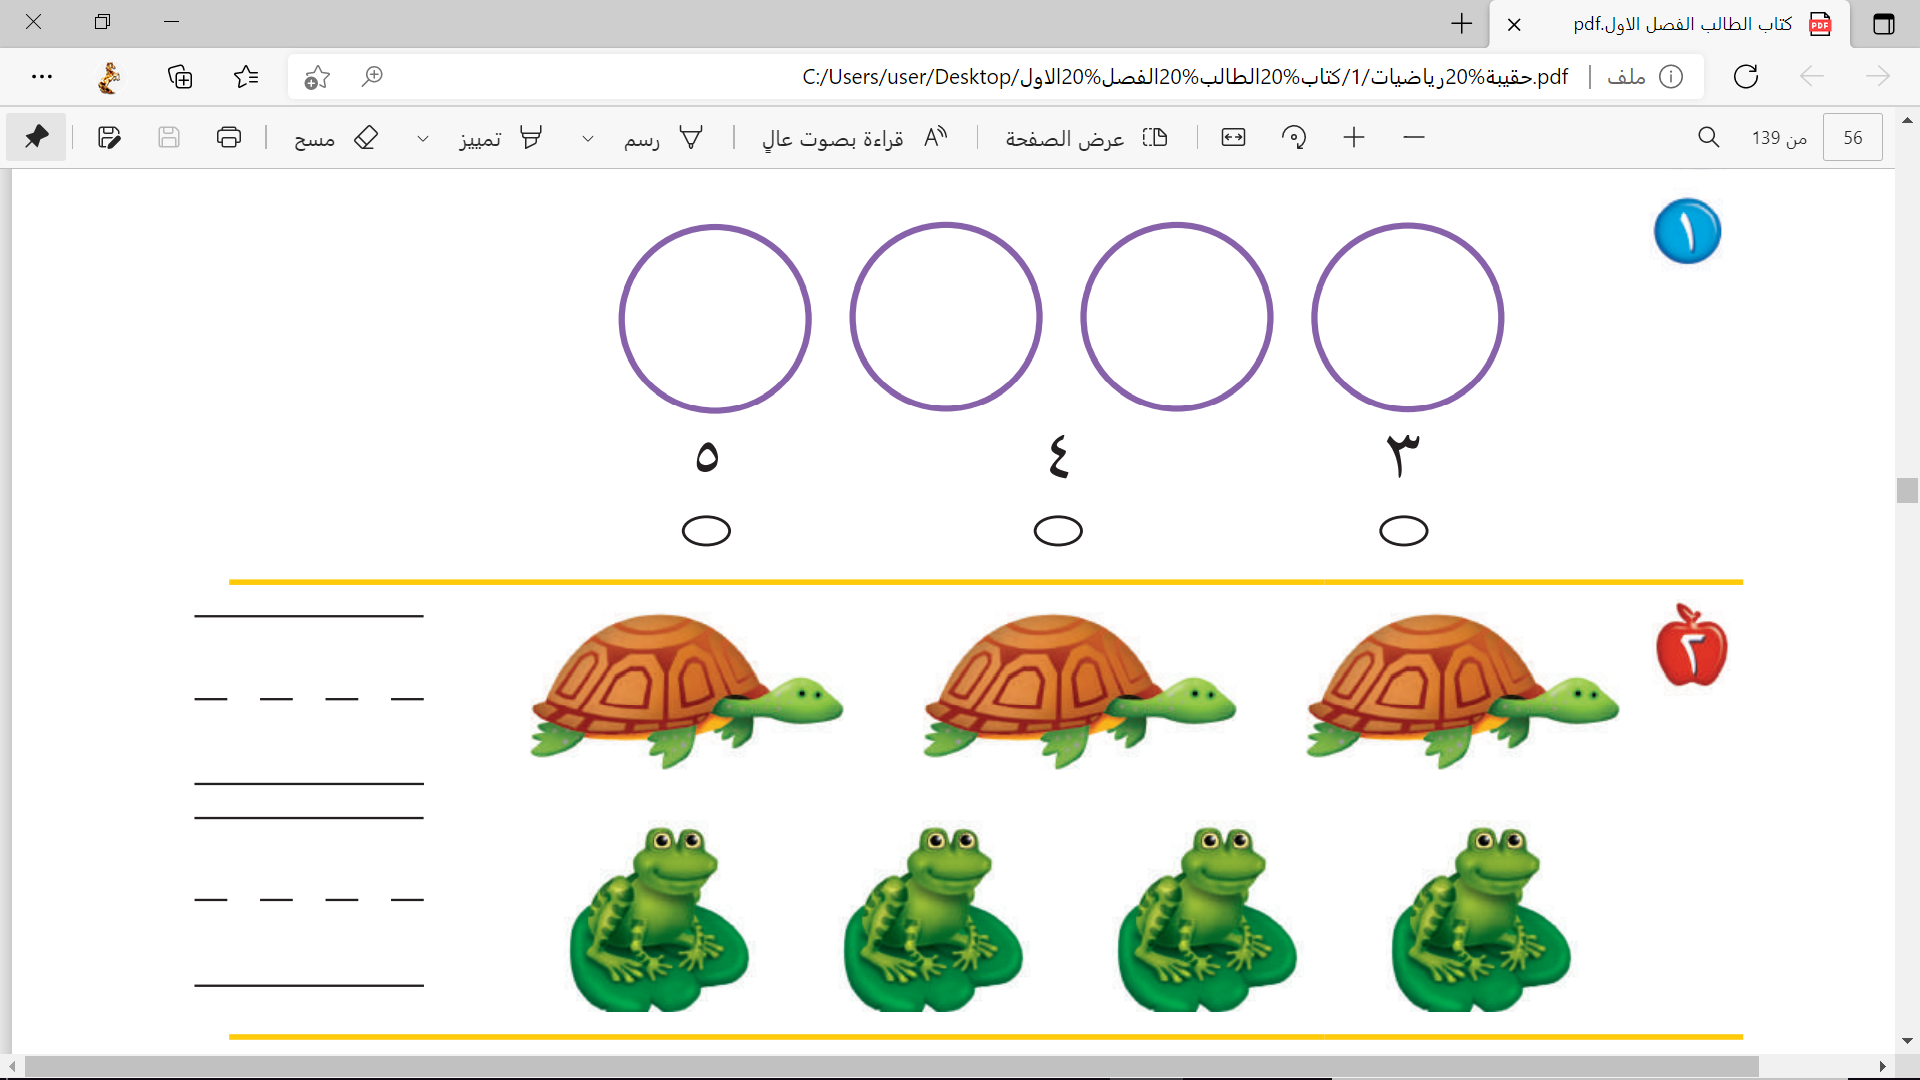 كتاب الطالب الفصل الاول.pdf
ملف | C:/Users/user/Desktop/حقيبة%20رياضيات/1/كتاب%20الطالب%20الفصل%20الاول.pdf
56 من 139 عرض الصفحة قراءة بصوت عالٍ رسم تمييز مسح
١
٣ ٤ ٥
٢